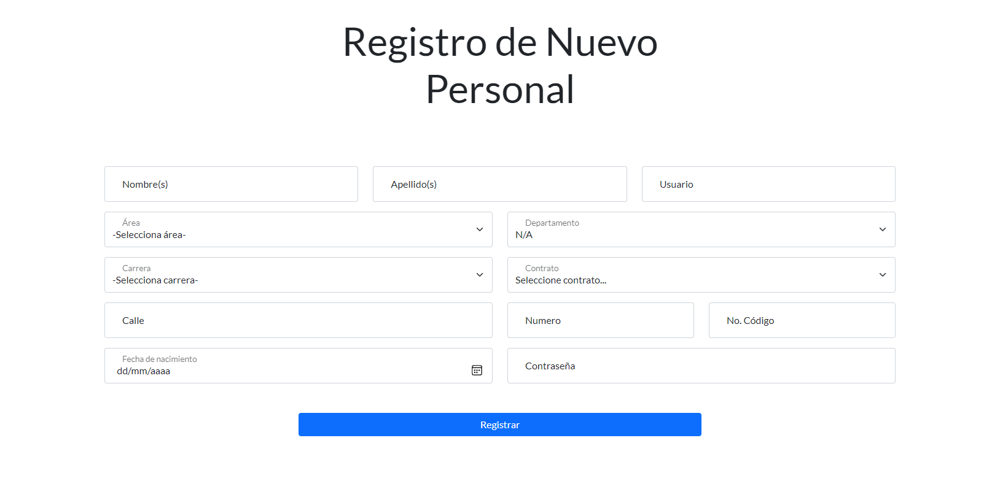 Registro de Nuevo
Personal
Nombre(s)
Apellido(s)
Usuario
Área
-Selecciona área-
Departamento
N/A
Carrera
-Selecciona carrera-
Contrato
Seleccione contrato...
Calle
Numero
No. Código
Fecha de nacimiento
dd/mm/aaaa
Contraseña
Registrar